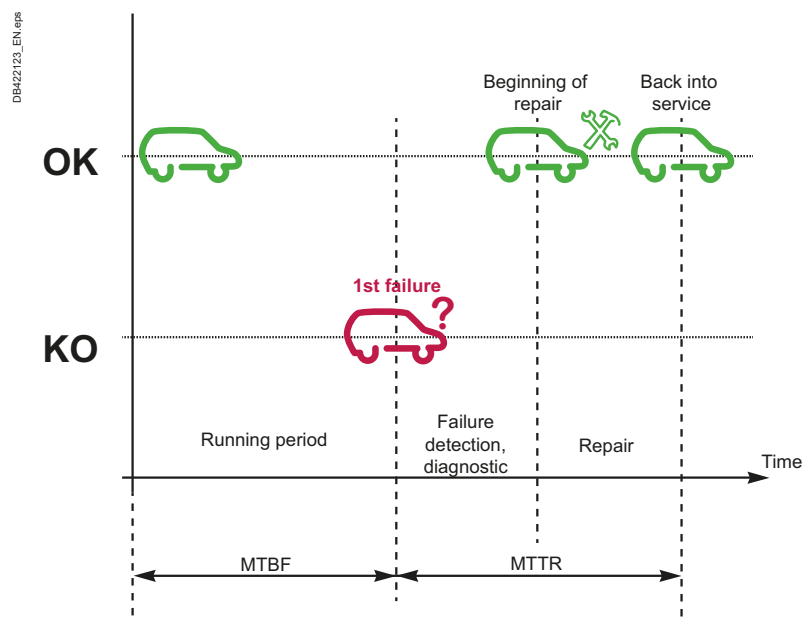 DB422123_EN.eps
Beginning of
repair
Back into
service
OK
1st failure
?
KO
Running period
Failure
detection,
diagnostic
Repair
Time
MTBF
MTTR